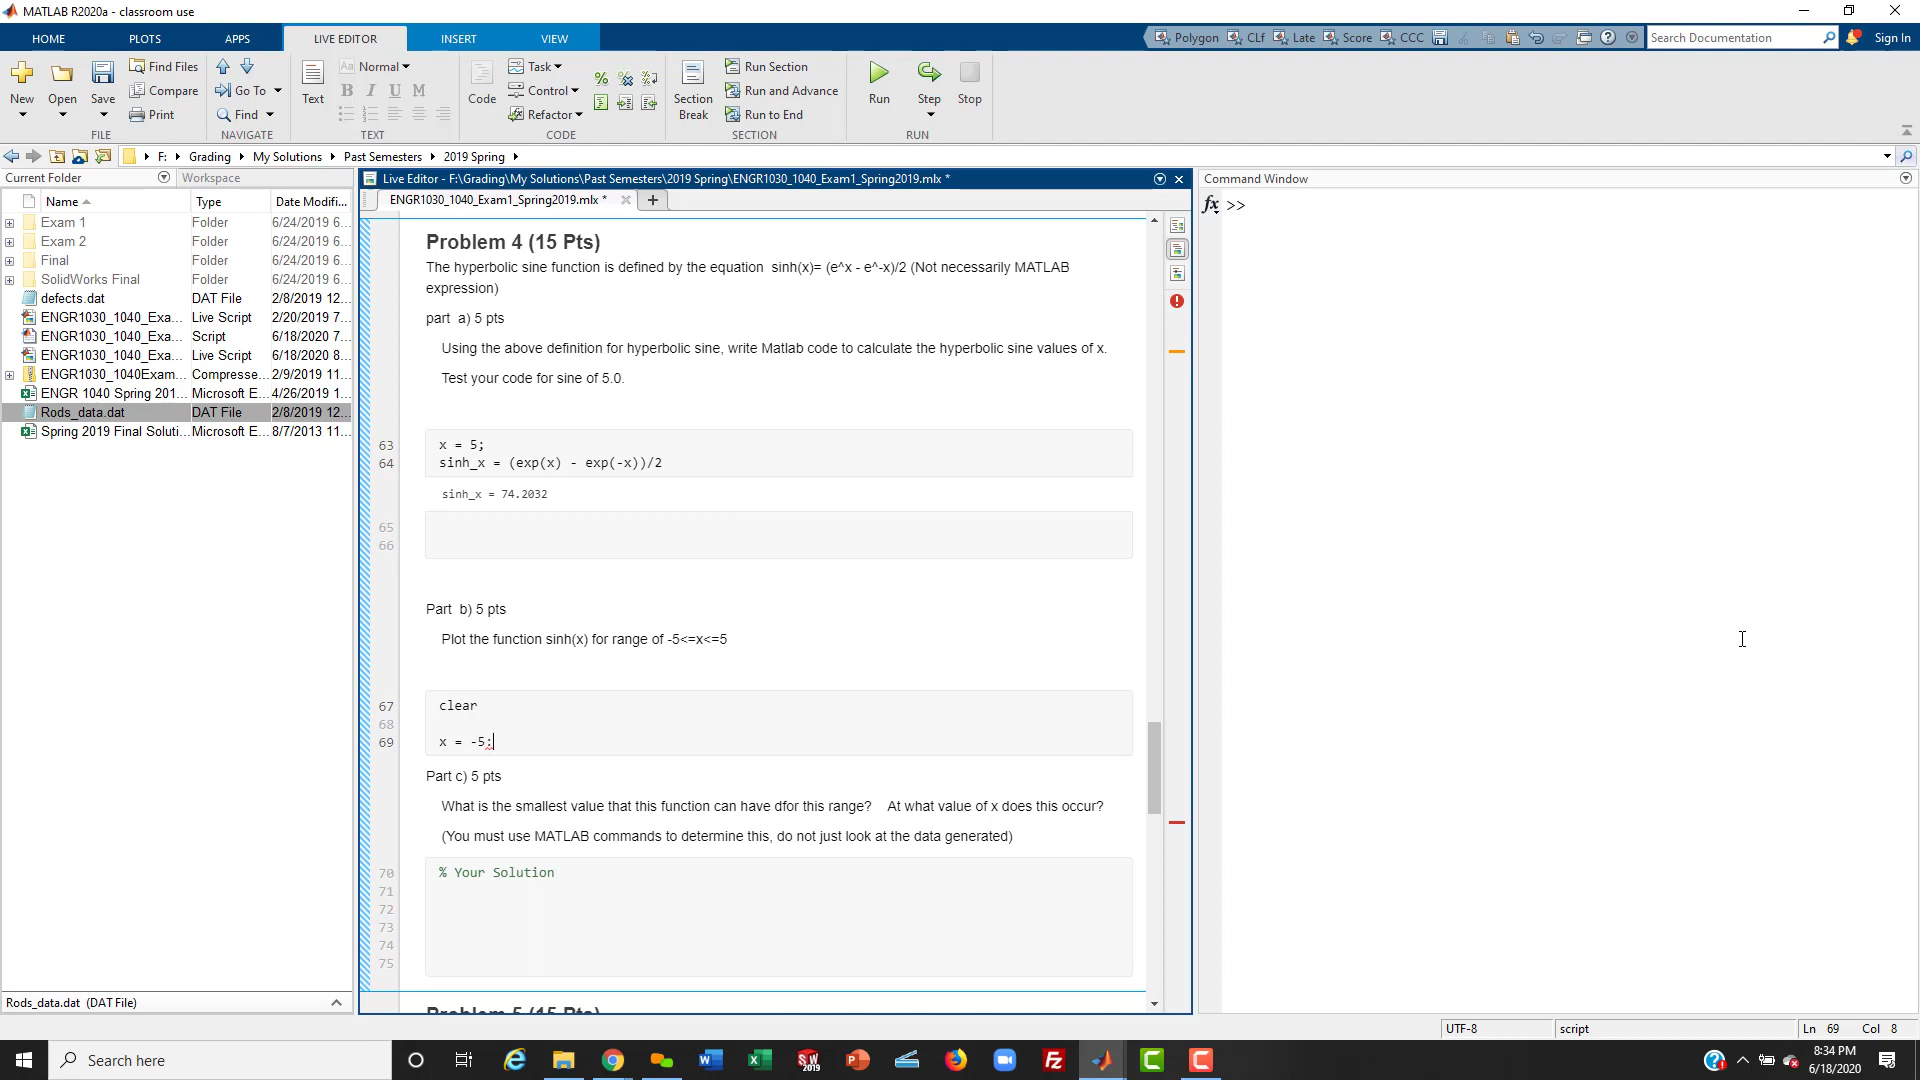 MATLAB R2020a - classroom use
HOME PLOTS APPS LIVE EDITOR INSERT VIEW
Polygon CLf Late Score CCC Search Documentation Sign In
New Open Save Find Files Compare Print
FILE
Go To Find
NAVIGATE
Text Aa Normal B I U M
TEXT
Code Task Control Refactor
CODE
Section Break Run Section Run and Advance Run to End
SECTION
Run Step Stop
RUN
F: Grading My Solutions Past Semesters 2019 Spring
Current Folder Workspace
Name Type Date Modifi...
Exam 1 Folder 6/24/2019 6...
Exam 2 Folder 6/24/2019 6...
Final Folder 6/24/2019 6...
SolidWorks Final Folder 6/24/2019 6...
defects.dat DAT File 2/8/2019 12...
ENGR1030_1040_Exa... Live Script 2/20/2019 7...
ENGR1030_1040_Exa... Script 6/18/2020 7...
ENGR1030_1040_Exa... Live Script 6/18/2020 8...
ENGR1030_1040Exam... Compresse... 2/9/2019 11...
ENGR 1040 Spring 201... Microsoft E... 4/26/2019 1...
Rods_data.dat DAT File 2/8/2019 12...
Spring 2019 Final Soluti... Microsoft E... 8/7/2013 11...
Rods_data.dat (DAT File)
Live Editor - F:\Grading\My Solutions\Past Semesters\2019 Spring\ENGR1030_1040_Exam1_Spring2019.mlx *
ENGR1030_1040_Exam1_Spring2019.mlx *
Problem 4 (15 Pts)
The hyperbolic sine function is defined by the equation sinh(x)= (e^x - e^-x)/2 (Not necessarily MATLAB
expression)
part a) 5 pts
Using the above definition for hyperbolic sine, write Matlab code to calculate the hyperbolic sine values of x.
Test your code for sine of 5.0.
63 x = 5;
64 sinh_x = (exp(x) - exp(-x))/2
sinh_x = 74.2032
65
66
Part b) 5 pts
Plot the function sinh(x) for range of -5<=x<=5
67 clear
68
69 x = -5:
Part c) 5 pts
What is the smallest value that this function can have dfor this range? At what value of x does this occur?
(You must use MATLAB commands to determine this, do not just look at the data generated)
70 % Your Solution
71
72
73
74
75
Problem 5 (15 Pts)
Command Window
fx >>
UTF-8 script Ln 69 Col 8
Search here
SW 2019
8:34 PM
6/18/2020